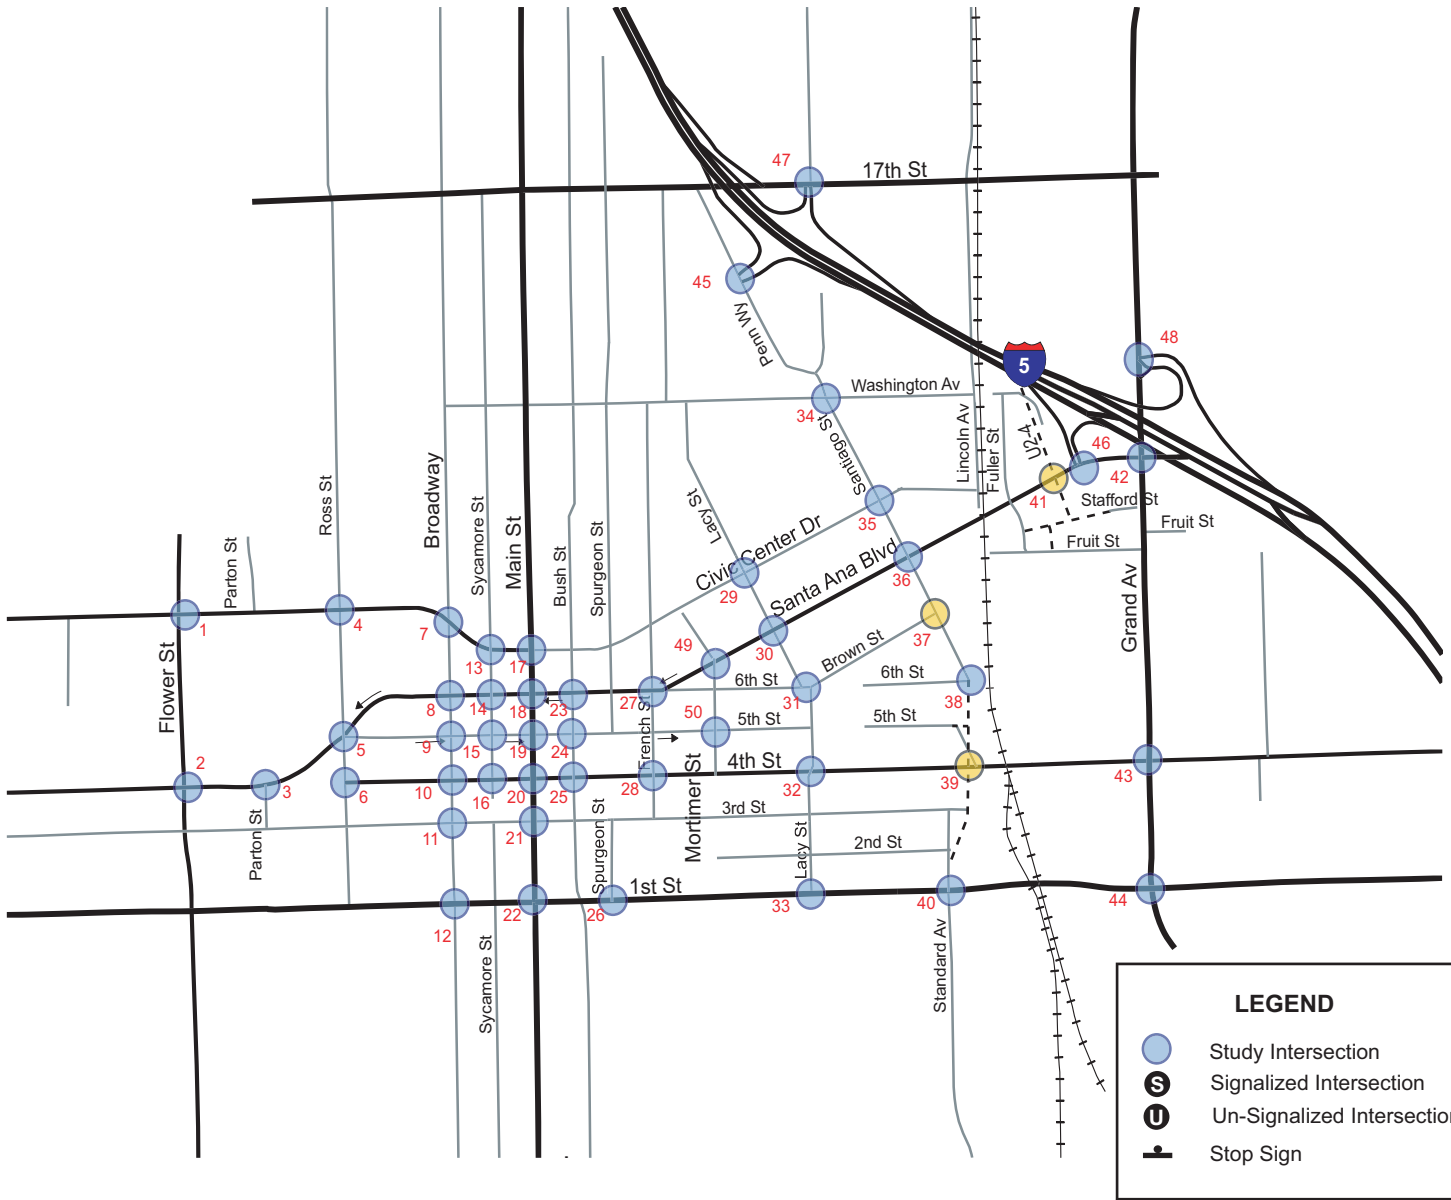 47
17th St
45
Penn Wy
48
5
Washington Av
34
Santiago St
Lincoln Av
Fuller St
U2-4
46
42
41
Stafford St
Fruit St
Fruit St
35
Lacy St
Civic Center Dr
Santa Ana Blvd
36
29
30
Brown St
37
Ross St
Broadway
Sycamore St
Main St
Bush St
Spurgeon St
Parton St
1
4
7
13
17
49
Flower St
Grand Av
6th St
6th St
8
14
18
23
27
31
38
French St
50
5th St
5th St
5
9
15
19
24
2
3
6
10
16
20
25
28
4th St
32
39
43
Mortimer St
Parton St
11
21
3rd St
2nd St
Spurgeon St
Lacy St
1st St
12
22
26
33
40
44
Sycamore St
Standard Av
LEGEND
Study Intersection
S Signalized Intersection
U Un-Signalized Intersection
Stop Sign